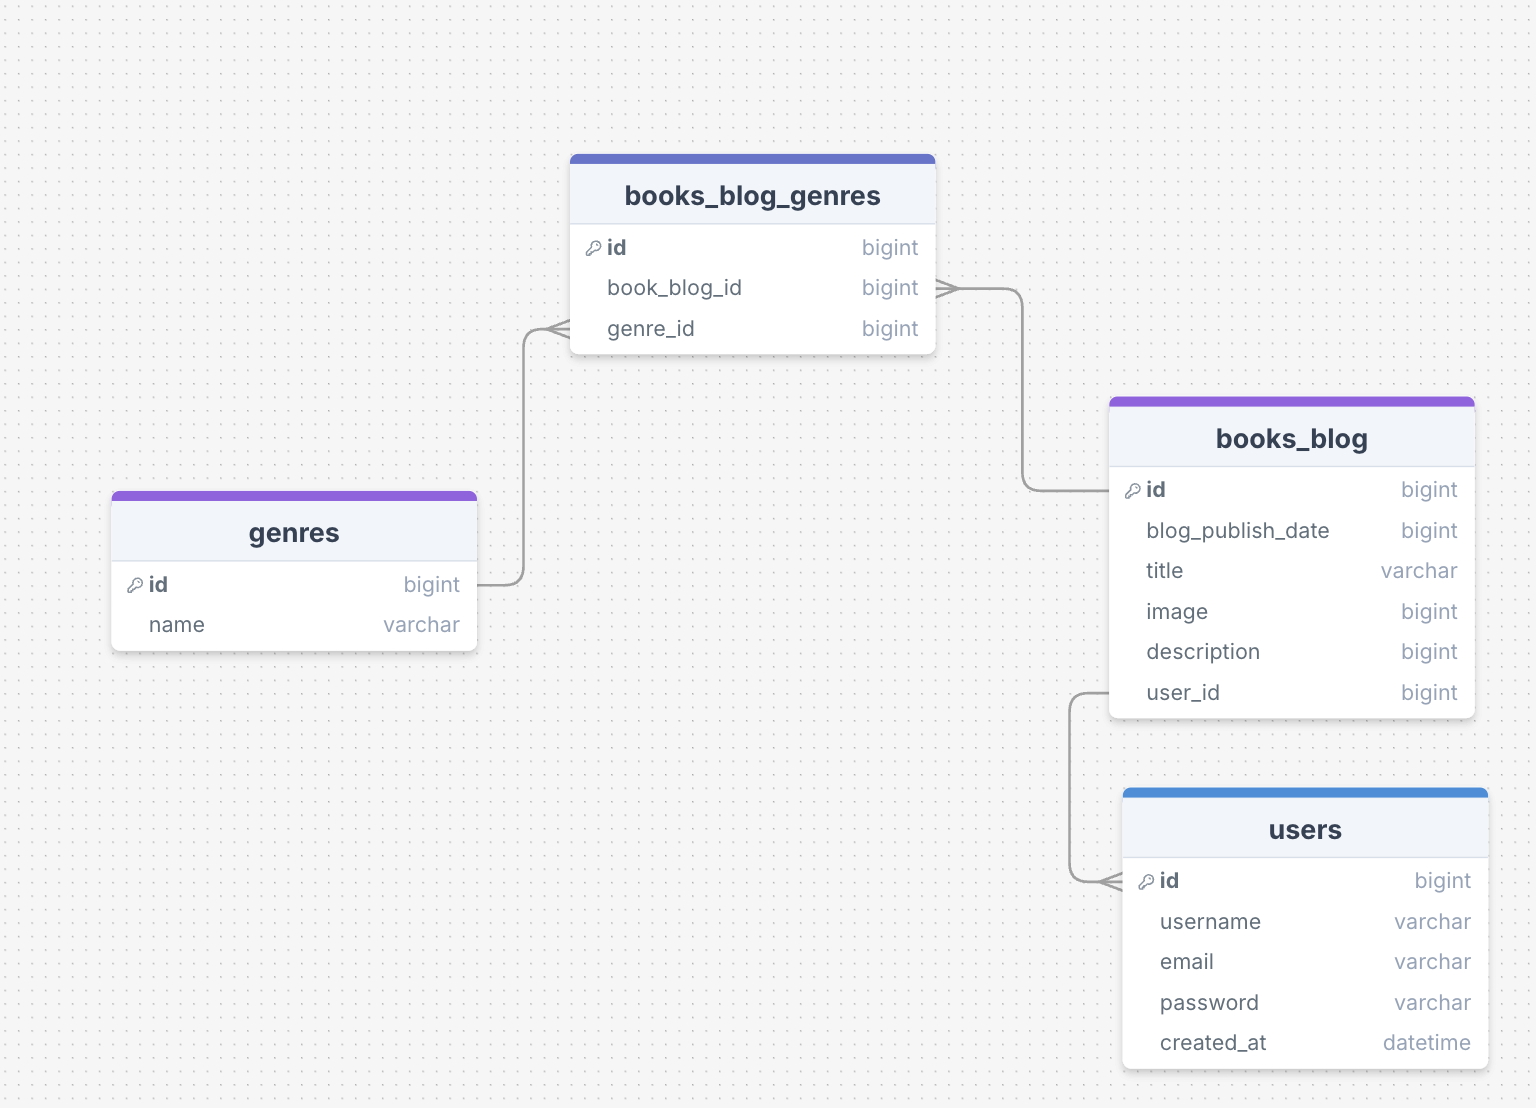 books_blog_genres
id bigint
book_blog_id bigint
genre_id bigint
books_blog
id bigint
blog_publish_date bigint
title varchar
image bigint
description bigint
user_id bigint
genres
id bigint
name varchar
users
id bigint
username varchar
email varchar
password varchar
created_at datetime